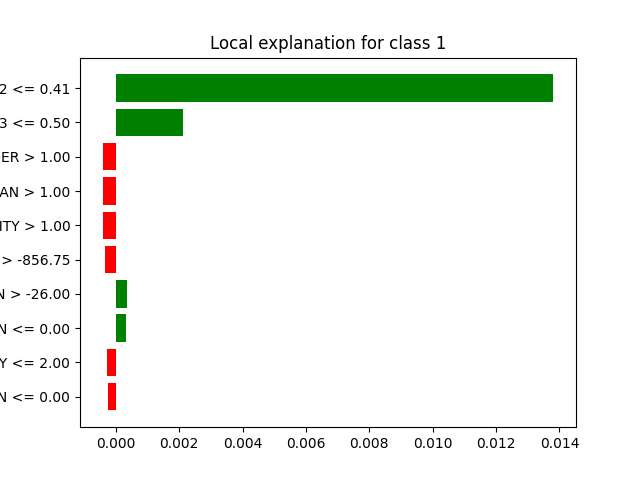 Local explanation for class 1
2 <= 0.41
3 <= 0.50
ER > 1.00
AN > 1.00
ITY > 1.00
> -856.75
N > -26.00
N <= 0.00
Y <= 2.00
N <= 0.00
0.000 0.002 0.004 0.006 0.008 0.010 0.012 0.014